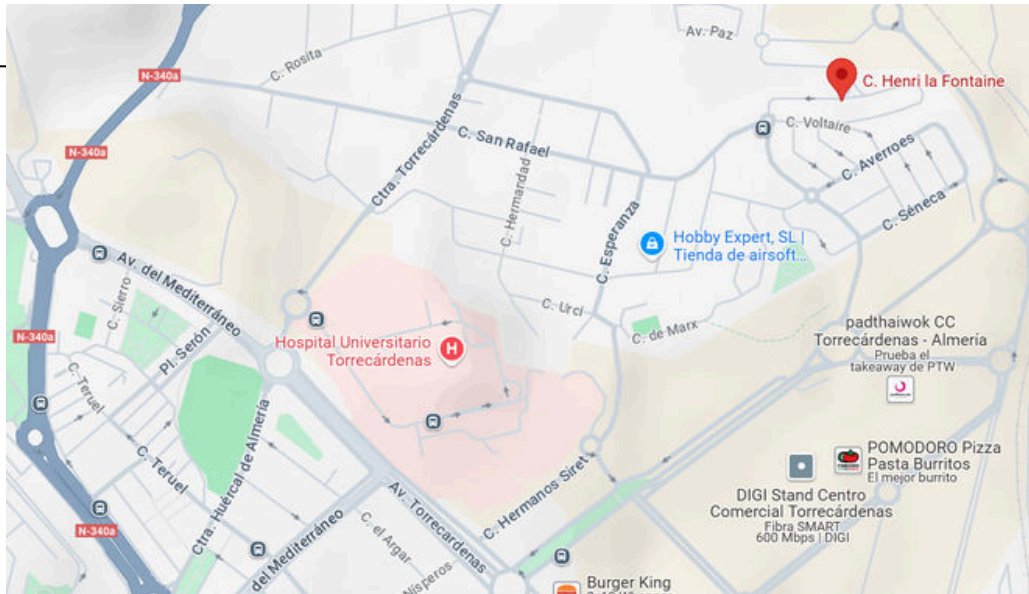 Av. Paz
C. Rosita
N-340a
C. Henri la Fontaine
C. Voltaire
C. San Rafael
Ctra. Torrecárdenas
N-340a
C. Averroes
C. Hermandad
C. Séneca
C. Esperanza
Hobby Expert, SL |
Tienda de airsoft...
Av. del Mediterráneo
C. Sierro
C. Urci
C. de Marx
N-340a
Pl. Serón
Hospital Universitario
Torrecárdenas
H
padthaiwok CC
Torrecárdenas - Almería
Prueba el
takeaway de PTW
C. Teruel
Ctra. Huércal de Almería
C. Teruel
POMODORO Pizza
Pasta Burritos
El mejor burrito
C. Hermanos Siret
DIGI Stand Centro
Comercial Torrecárdenas
Fibra SMART
600 Mbps | DIGI
Av. Torrecardenas
del Mediterráneo
C. el Argar
N-340a
Nísperos
Burger King